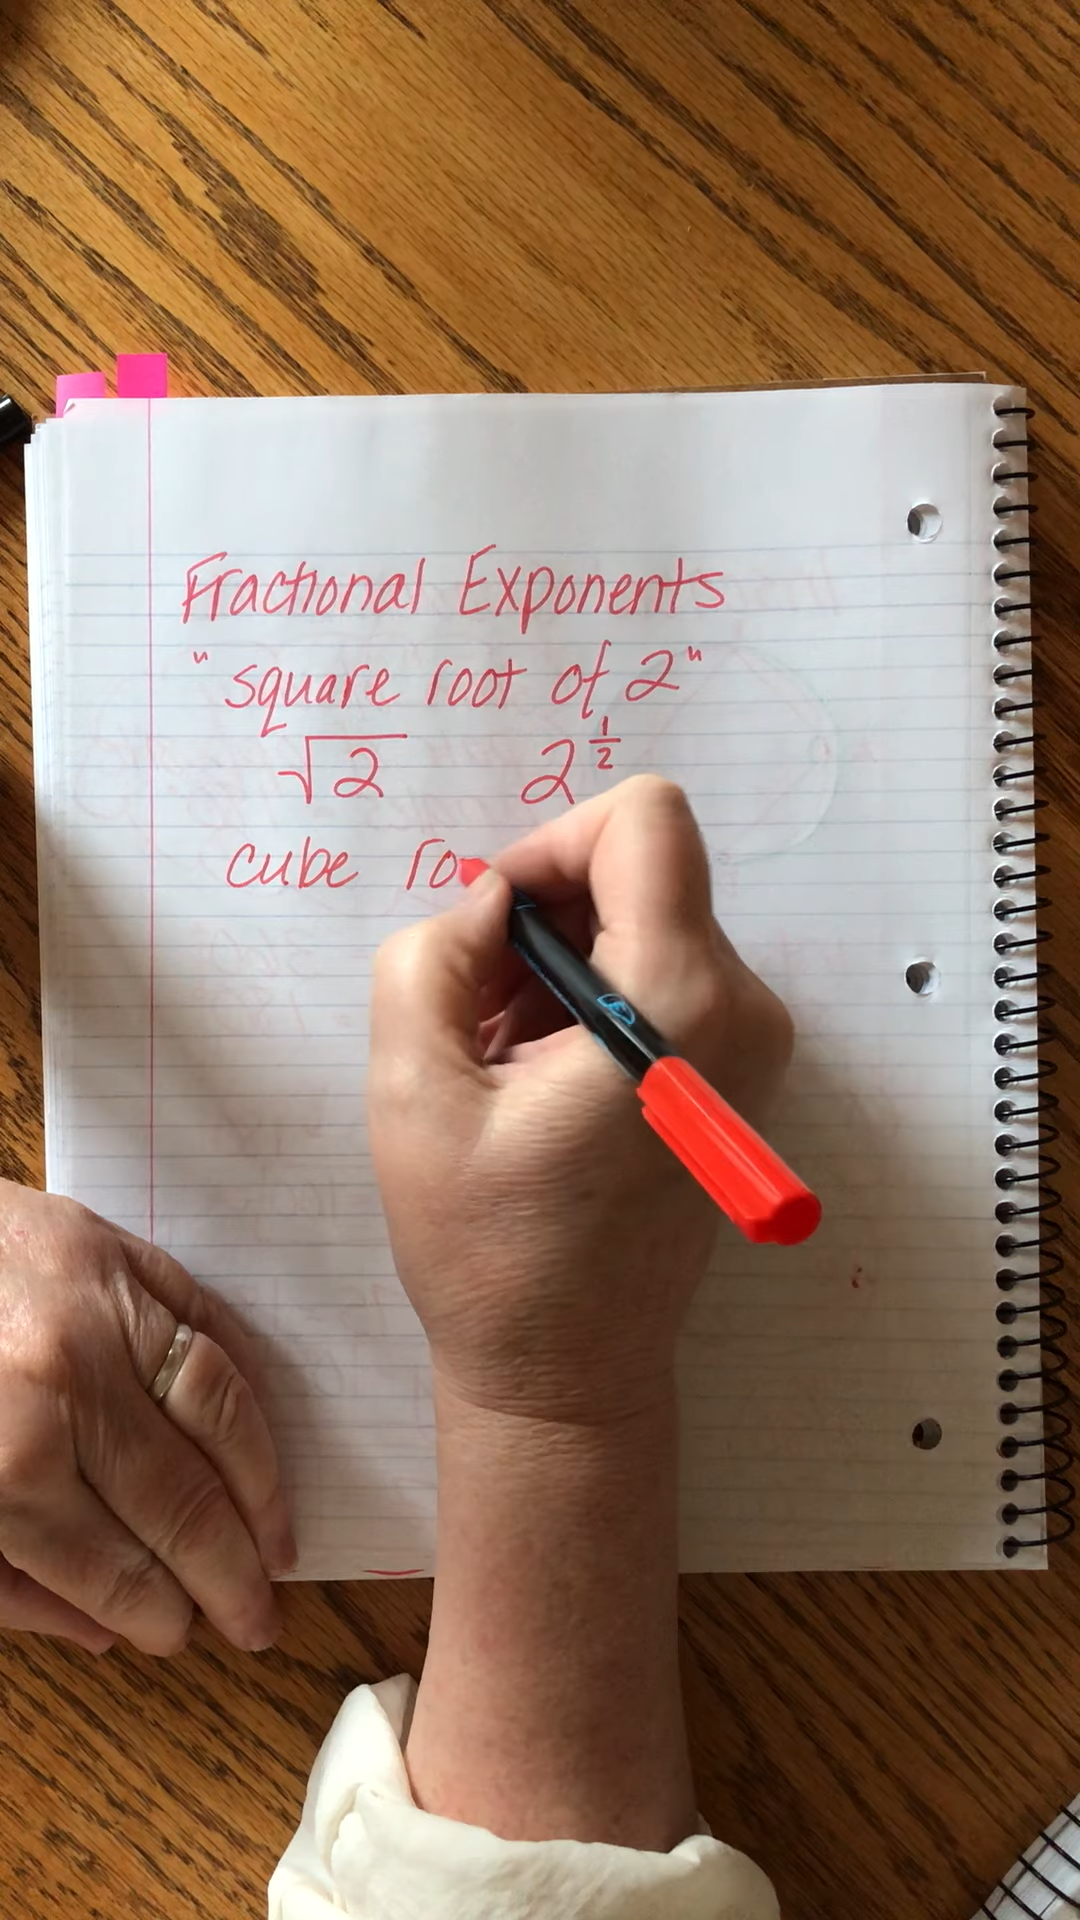 Fractional Exponents
"square root of 2"
√2 2^(1/2)
cube ro